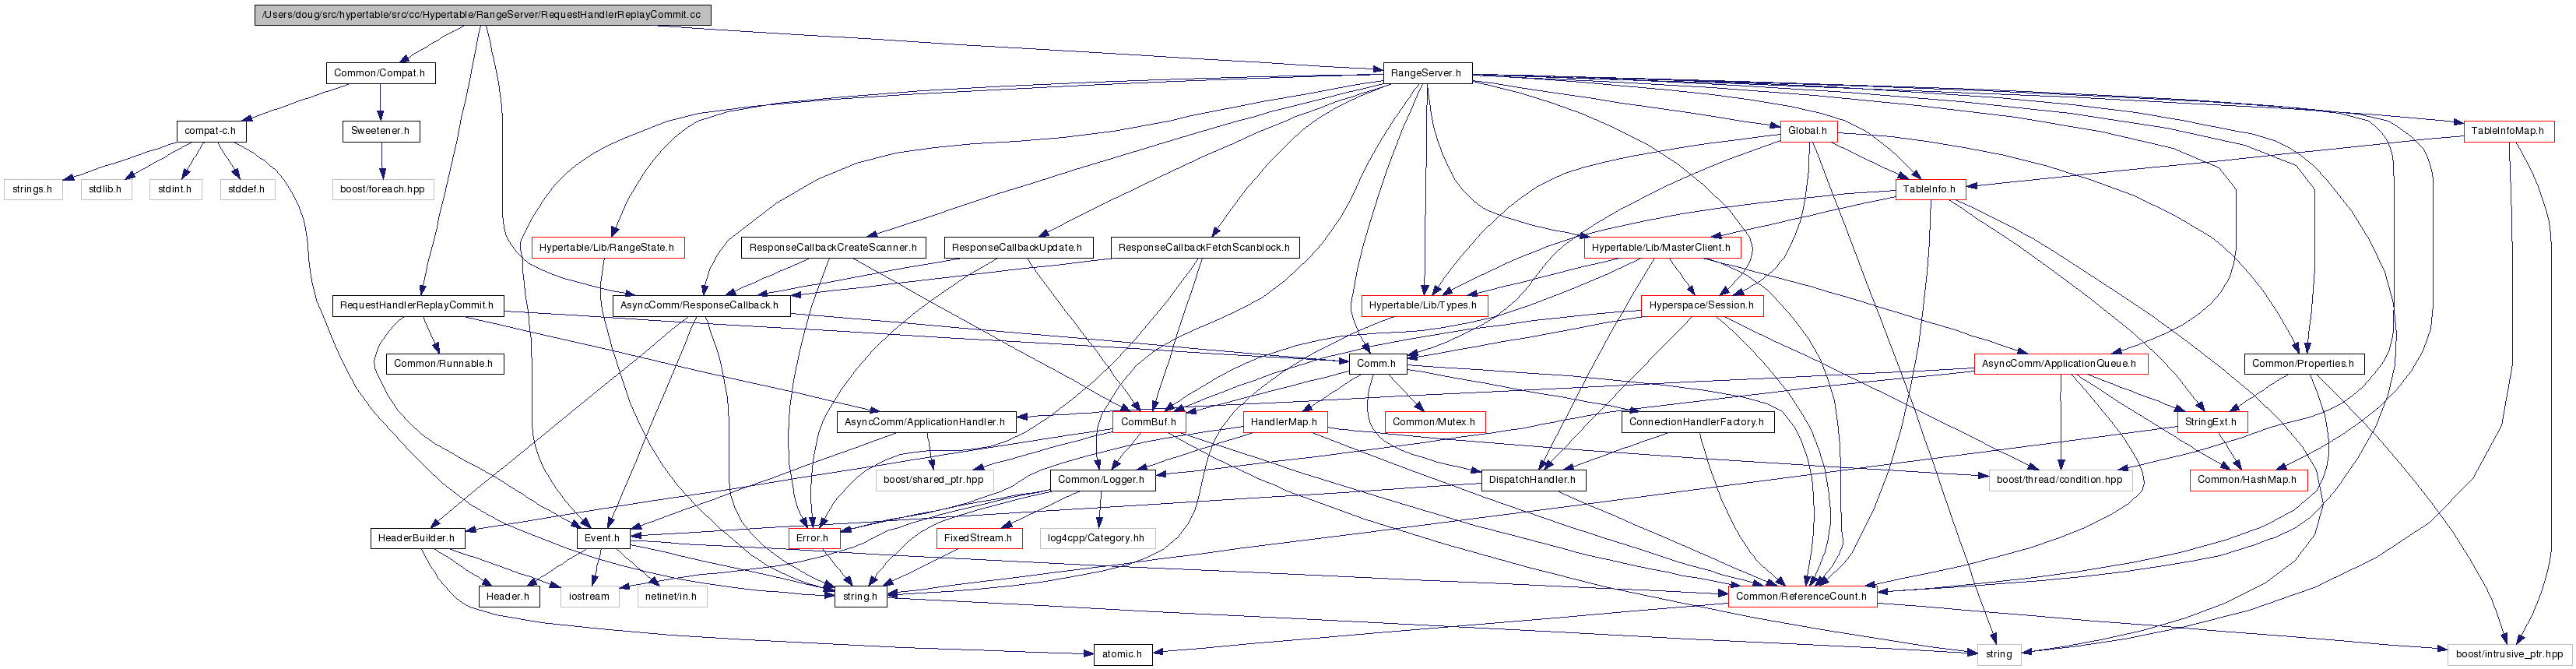 /Users/doug/src/hypertable/src/cc/Hypertable/RangeServer/RequestHandlerReplayCommit.cc
Common/Compat.h
RangeServer.h
compat-c.h
Sweetener.h
Global.h
TableInfoMap.h
strings.h
stdlib.h
stdint.h
stddef.h
boost/foreach.hpp
TableInfo.h
Hypertable/Lib/RangeState.h
ResponseCallbackCreateScanner.h
ResponseCallbackUpdate.h
ResponseCallbackFetchScanblock.h
Hypertable/Lib/MasterClient.h
RequestHandlerReplayCommit.h
AsyncComm/ResponseCallback.h
Hypertable/Lib/Types.h
Hyperspace/Session.h
Common/Runnable.h
Comm.h
AsyncComm/ApplicationQueue.h
Common/Properties.h
AsyncComm/ApplicationHandler.h
CommBuf.h
HandlerMap.h
Common/Mutex.h
ConnectionHandlerFactory.h
StringExt.h
boost/shared_ptr.hpp
Common/Logger.h
DispatchHandler.h
boost/thread/condition.hpp
Common/HashMap.h
HeaderBuilder.h
Event.h
Error.h
FixedStream.h
log4cpp/Category.hh
Header.h
iostream
netinet/in.h
string.h
Common/ReferenceCount.h
atomic.h
string
boost/intrusive_ptr.hpp